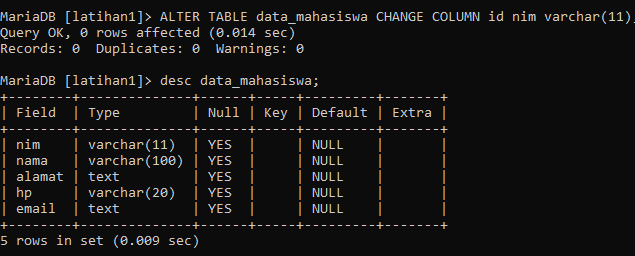 MariaDB [latihan1]> ALTER TABLE data_mahasiswa CHANGE COLUMN id nim varchar(11);
Query OK, 0 rows affected (0.014 sec)
Records: 0  Duplicates: 0  Warnings: 0

MariaDB [latihan1]> desc data_mahasiswa;
+--------+--------------+------+-----+---------+-------+
| Field  | Type         | Null | Key | Default | Extra |
+--------+--------------+------+-----+---------+-------+
| nim    | varchar(11)  | YES  |     | NULL    |       |
| nama   | varchar(100) | YES  |     | NULL    |       |
| alamat | text         | YES  |     | NULL    |       |
| hp     | varchar(20)  | YES  |     | NULL    |       |
| email  | text         | YES  |     | NULL    |       |
+--------+--------------+------+-----+---------+-------+
5 rows in set (0.009 sec)